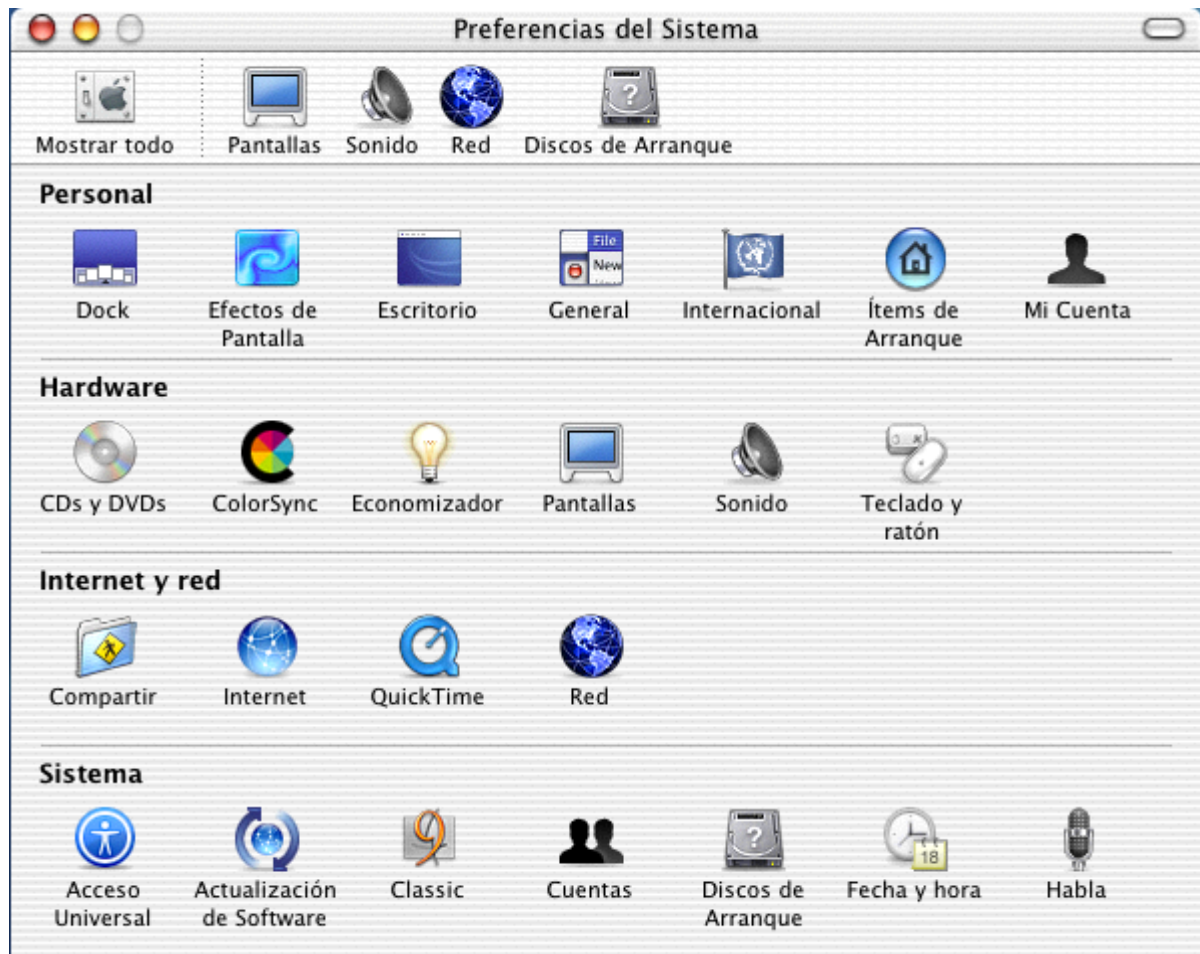 Preferencias del Sistema
Mostrar todo
Pantallas
Sonido
Red
Discos de Arranque
Personal
Dock
Efectos de
Pantalla
Escritorio
File
New
General
Internacional
Ítems de
Arranque
Mi Cuenta
Hardware
CDs y DVDs
ColorSync
Economizador
Pantallas
Sonido
Teclado y
ratón
Internet y red
Compartir
Internet
QuickTime
Red
Sistema
Acceso
Universal
Actualización
de Software
9
Classic
Cuentas
?
Discos de
Arranque
18
Fecha y hora
Habla